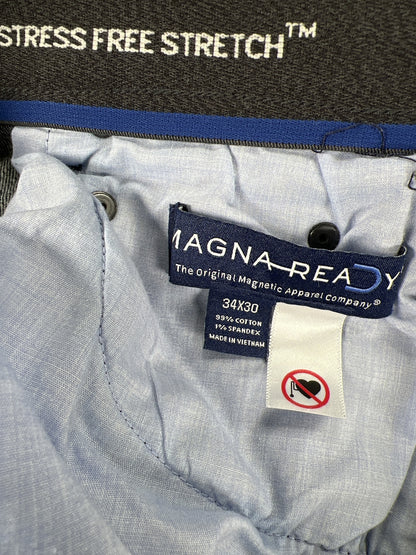 STRESS FREE STRETCH™
MAGNA READY
The Original Magnetic Apparel Company®
34X30
99% COTTON
1% SPANDEX
MADE IN VIETNAM